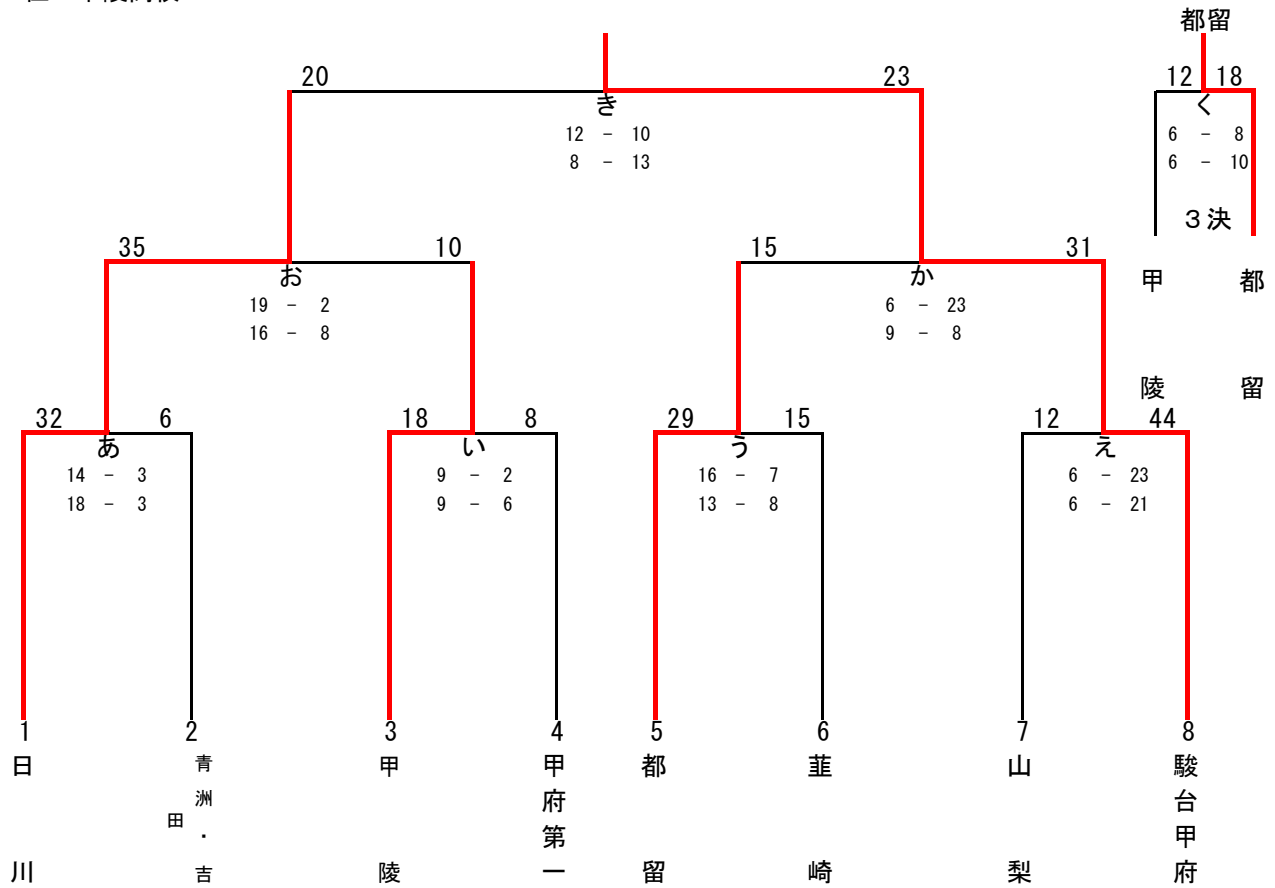 都留
20
23
12 18
き
く
12 - 10
8 - 13
6 - 8
6 - 10
3決
35
10
15
31
お
か
19 - 2
16 - 8
6 - 23
9 - 8
甲陵
都留
32
6
18
8
29
15
12
44
あ
い
う
え
14 - 3
18 - 3
9 - 2
9 - 6
16 - 7
13 - 8
6 - 23
6 - 21
1
2
3
4
5
6
7
8
日川
青洲・吉田
甲陵
甲府第一
都留
韮崎
山梨
駿台甲府